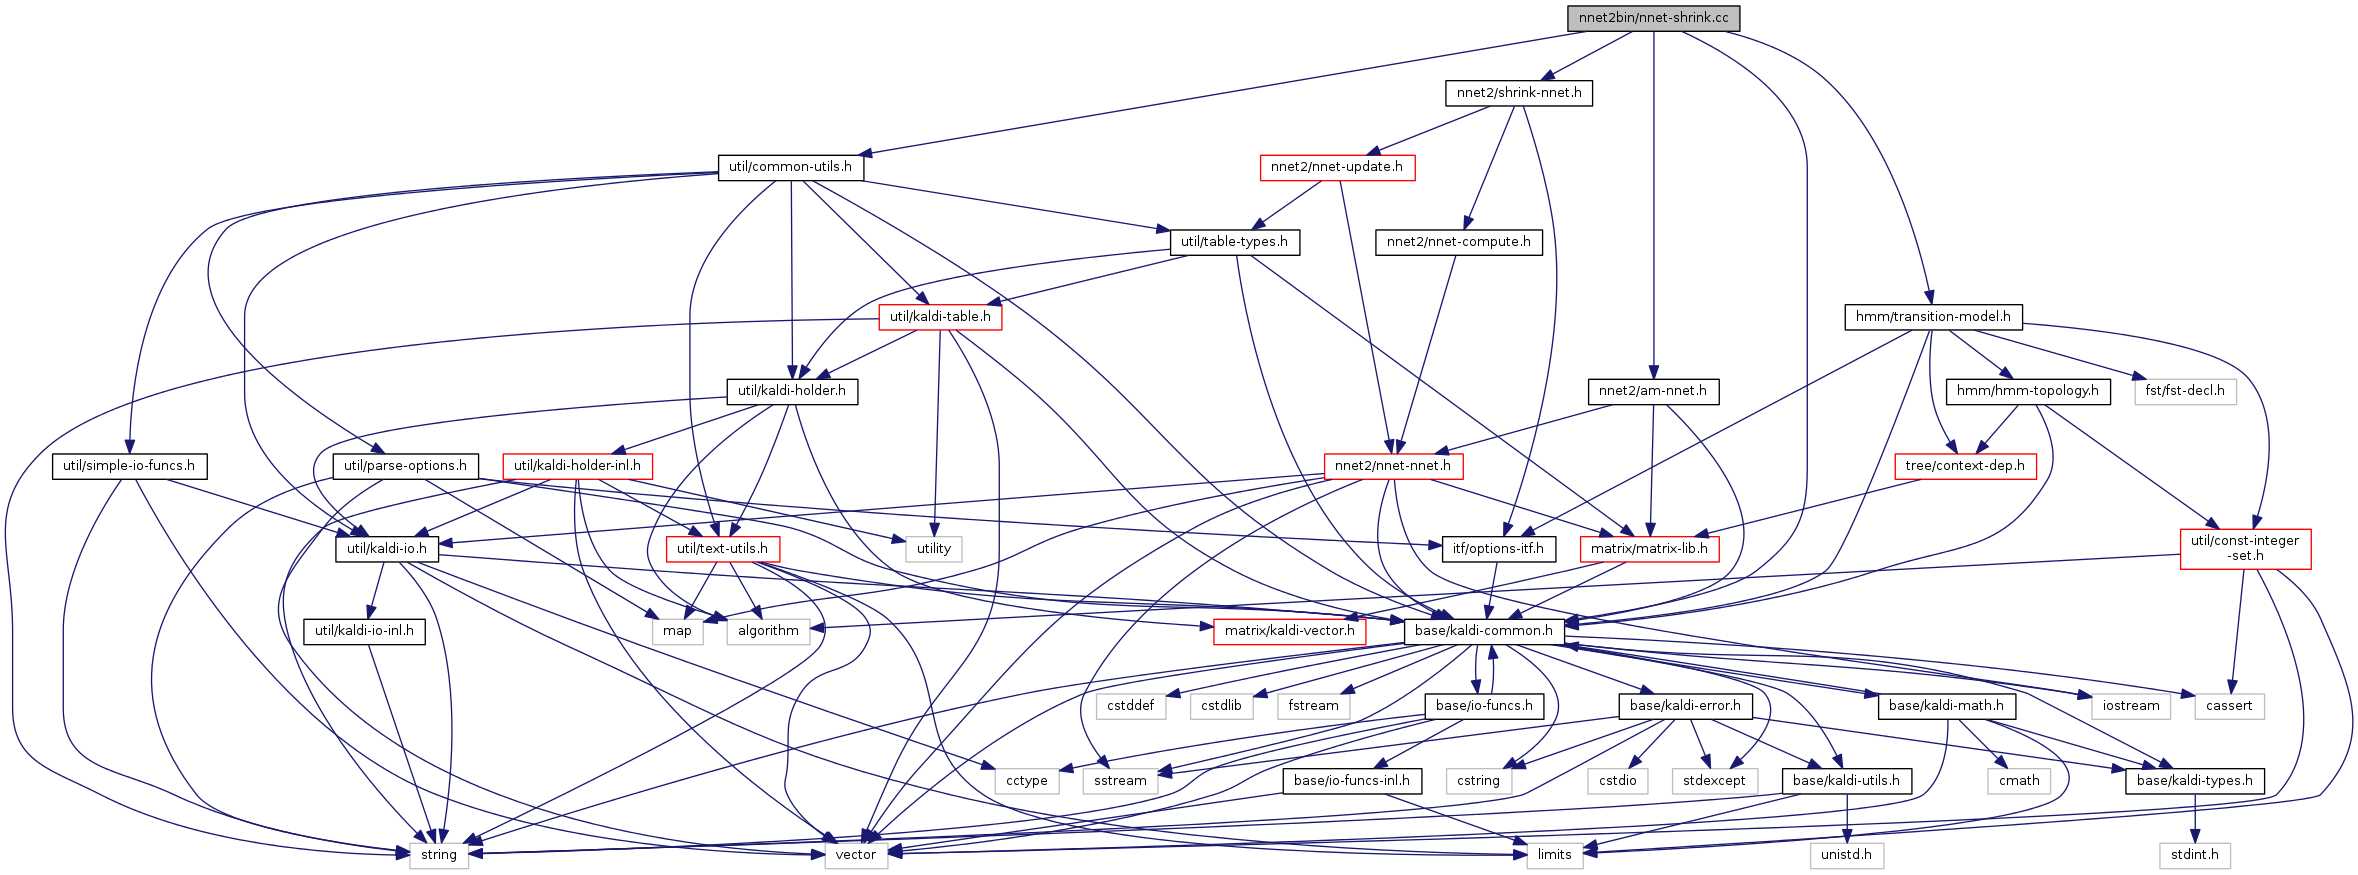 nnet2bin/nnet-shrink.cc
nnet2/shrink-nnet.h
util/common-utils.h
nnet2/nnet-update.h
util/table-types.h
nnet2/nnet-compute.h
util/kaldi-table.h
hmm/transition-model.h
util/kaldi-holder.h
nnet2/am-nnet.h
hmm/hmm-topology.h
fst/fst-decl.h
util/simple-io-funcs.h
util/parse-options.h
util/kaldi-holder-inl.h
nnet2/nnet-nnet.h
tree/context-dep.h
util/kaldi-io.h
util/text-utils.h
utility
itf/options-itf.h
matrix/matrix-lib.h
util/const-integer
-set.h
util/kaldi-io-inl.h
map
algorithm
matrix/kaldi-vector.h
base/kaldi-common.h
cstddef
cstdlib
fstream
base/io-funcs.h
base/kaldi-error.h
base/kaldi-math.h
iostream
cassert
cctype
sstream
base/io-funcs-inl.h
cstring
cstdio
stdexcept
base/kaldi-utils.h
cmath
base/kaldi-types.h
string
vector
limits
unistd.h
stdint.h